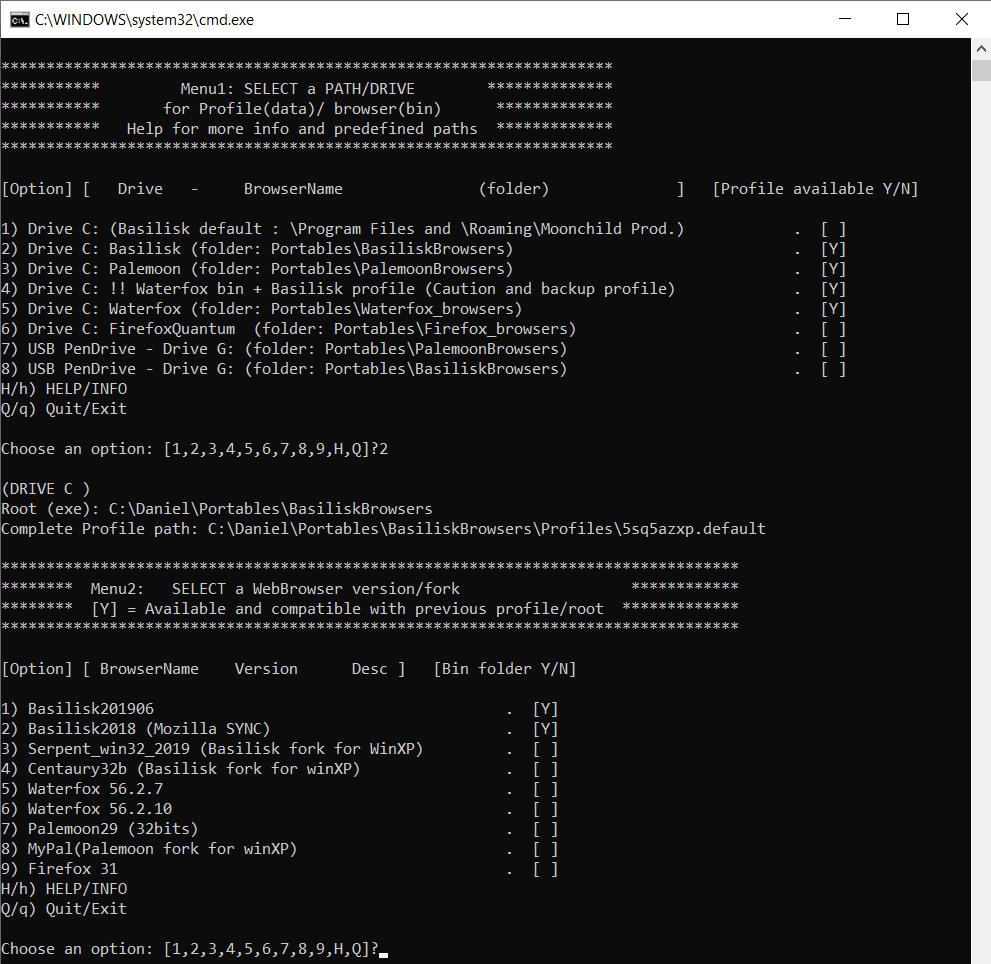 C:\WINDOWS\system32\cmd.exe
********************************************************************
***********         Menu1: SELECT a PATH/DRIVE        **************
***********       for Profile(data)/ browser(bin)      *************
***********   Help for more info and predefined paths  *************
********************************************************************
[Option] [   Drive   -     BrowserName               (folder)              ]   [Profile available Y/N]
1) Drive C: (Basilisk default : \Program Files and \Roaming\Moonchild Prod.)            .  [ ]
2) Drive C: Basilisk (folder: Portables\BasiliskBrowsers)                               .  [Y]
3) Drive C: Palemoon (folder: Portables\PalemoonBrowsers)                               .  [Y]
4) Drive C: !! Waterfox bin + Basilisk profile (Caution and backup profile)             .  [Y]
5) Drive C: Waterfox (folder: Portables\Waterfox_browsers)                              .  [Y]
6) Drive C: FirefoxQuantum  (folder: Portables\Firefox_browsers)                        .  [ ]
7) USB PenDrive - Drive G: (folder: Portables\PalemoonBrowsers)                         .  [ ]
8) USB PenDrive - Drive G: (folder: Portables\BasiliskBrowsers)                         .  [ ]
H/h) HELP/INFO
Q/q) Quit/Exit
Choose an option: [1,2,3,4,5,6,7,8,9,H,Q]?2
(DRIVE C )
Root (exe): C:\Daniel\Portables\BasiliskBrowsers
Complete Profile path: C:\Daniel\Portables\BasiliskBrowsers\Profiles\5sq5azxp.default
**********************************************************************************
********  Menu2:   SELECT a WebBrowser version/fork                   ************
********  [Y] = Available and compatible with previous profile/root  *************
**********************************************************************************
[Option] [ BrowserName    Version      Desc ]   [Bin folder Y/N]
1) Basilisk201906                                       .  [Y]
2) Basilisk2018 (Mozilla SYNC)                          .  [Y]
3) Serpent_win32_2019 (Basilisk fork for WinXP)         .  [ ]
4) Centaury32b (Basilisk fork for winXP)                .  [ ]
5) Waterfox 56.2.7                                      .  [ ]
6) Waterfox 56.2.10                                     .  [ ]
7) Palemoon29 (32bits)                                  .  [ ]
8) MyPal(Palemoon fork for winXP)                       .  [ ]
9) Firefox 31                                           .  [ ]
H/h) HELP/INFO
Q/q) Quit/Exit
Choose an option: [1,2,3,4,5,6,7,8,9,H,Q]?